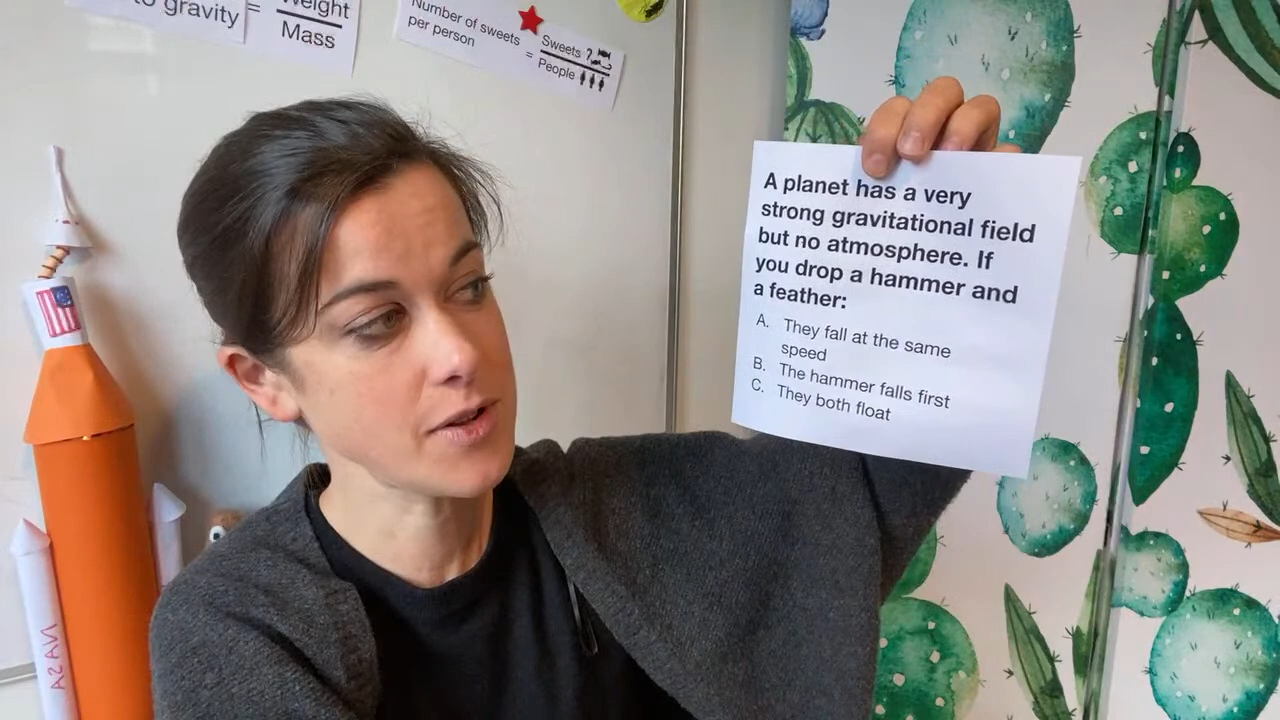 to gravity
=
Weight
Mass
Number of sweets
per person
=
Sweets
People
A planet has a very
strong gravitational field
but no atmosphere. If
you drop a hammer and
a feather:
A. They fall at the same
speed
B. The hammer falls first
C. They both float
NASA